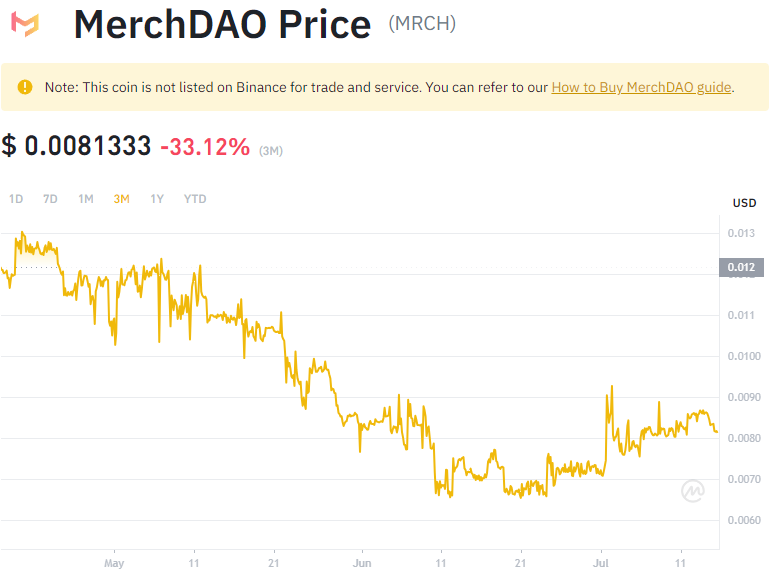 MerchDAO Price (MRCH)
Note: This coin is not listed on Binance for trade and service. You can refer to our How to Buy MerchDAO guide.
$ 0.0081333 -33.12% (3M)
1D 7D 1M 3M 1Y YTD
USD
0.013
0.012
0.011
0.0100
0.0090
0.0080
0.0070
0.0060
May 11 21 Jun 11 21 Jul 11